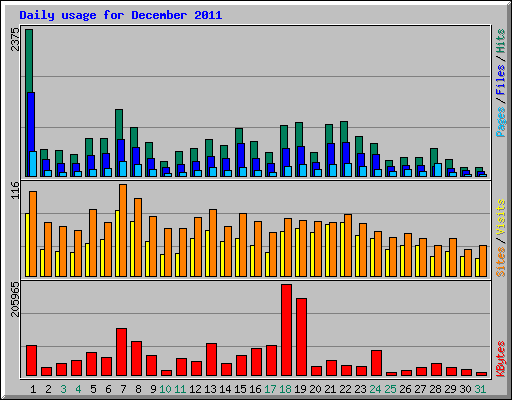 Daily usage for December 2011
2375
Pages / Files / Hits
116
Sites / Visits
205965
KBytes
1 2 3 4 5 6 7 8 9 10 11 12 13 14 15 16 17 18 19 20 21 22 23 24 25 26 27 28 29 30 31